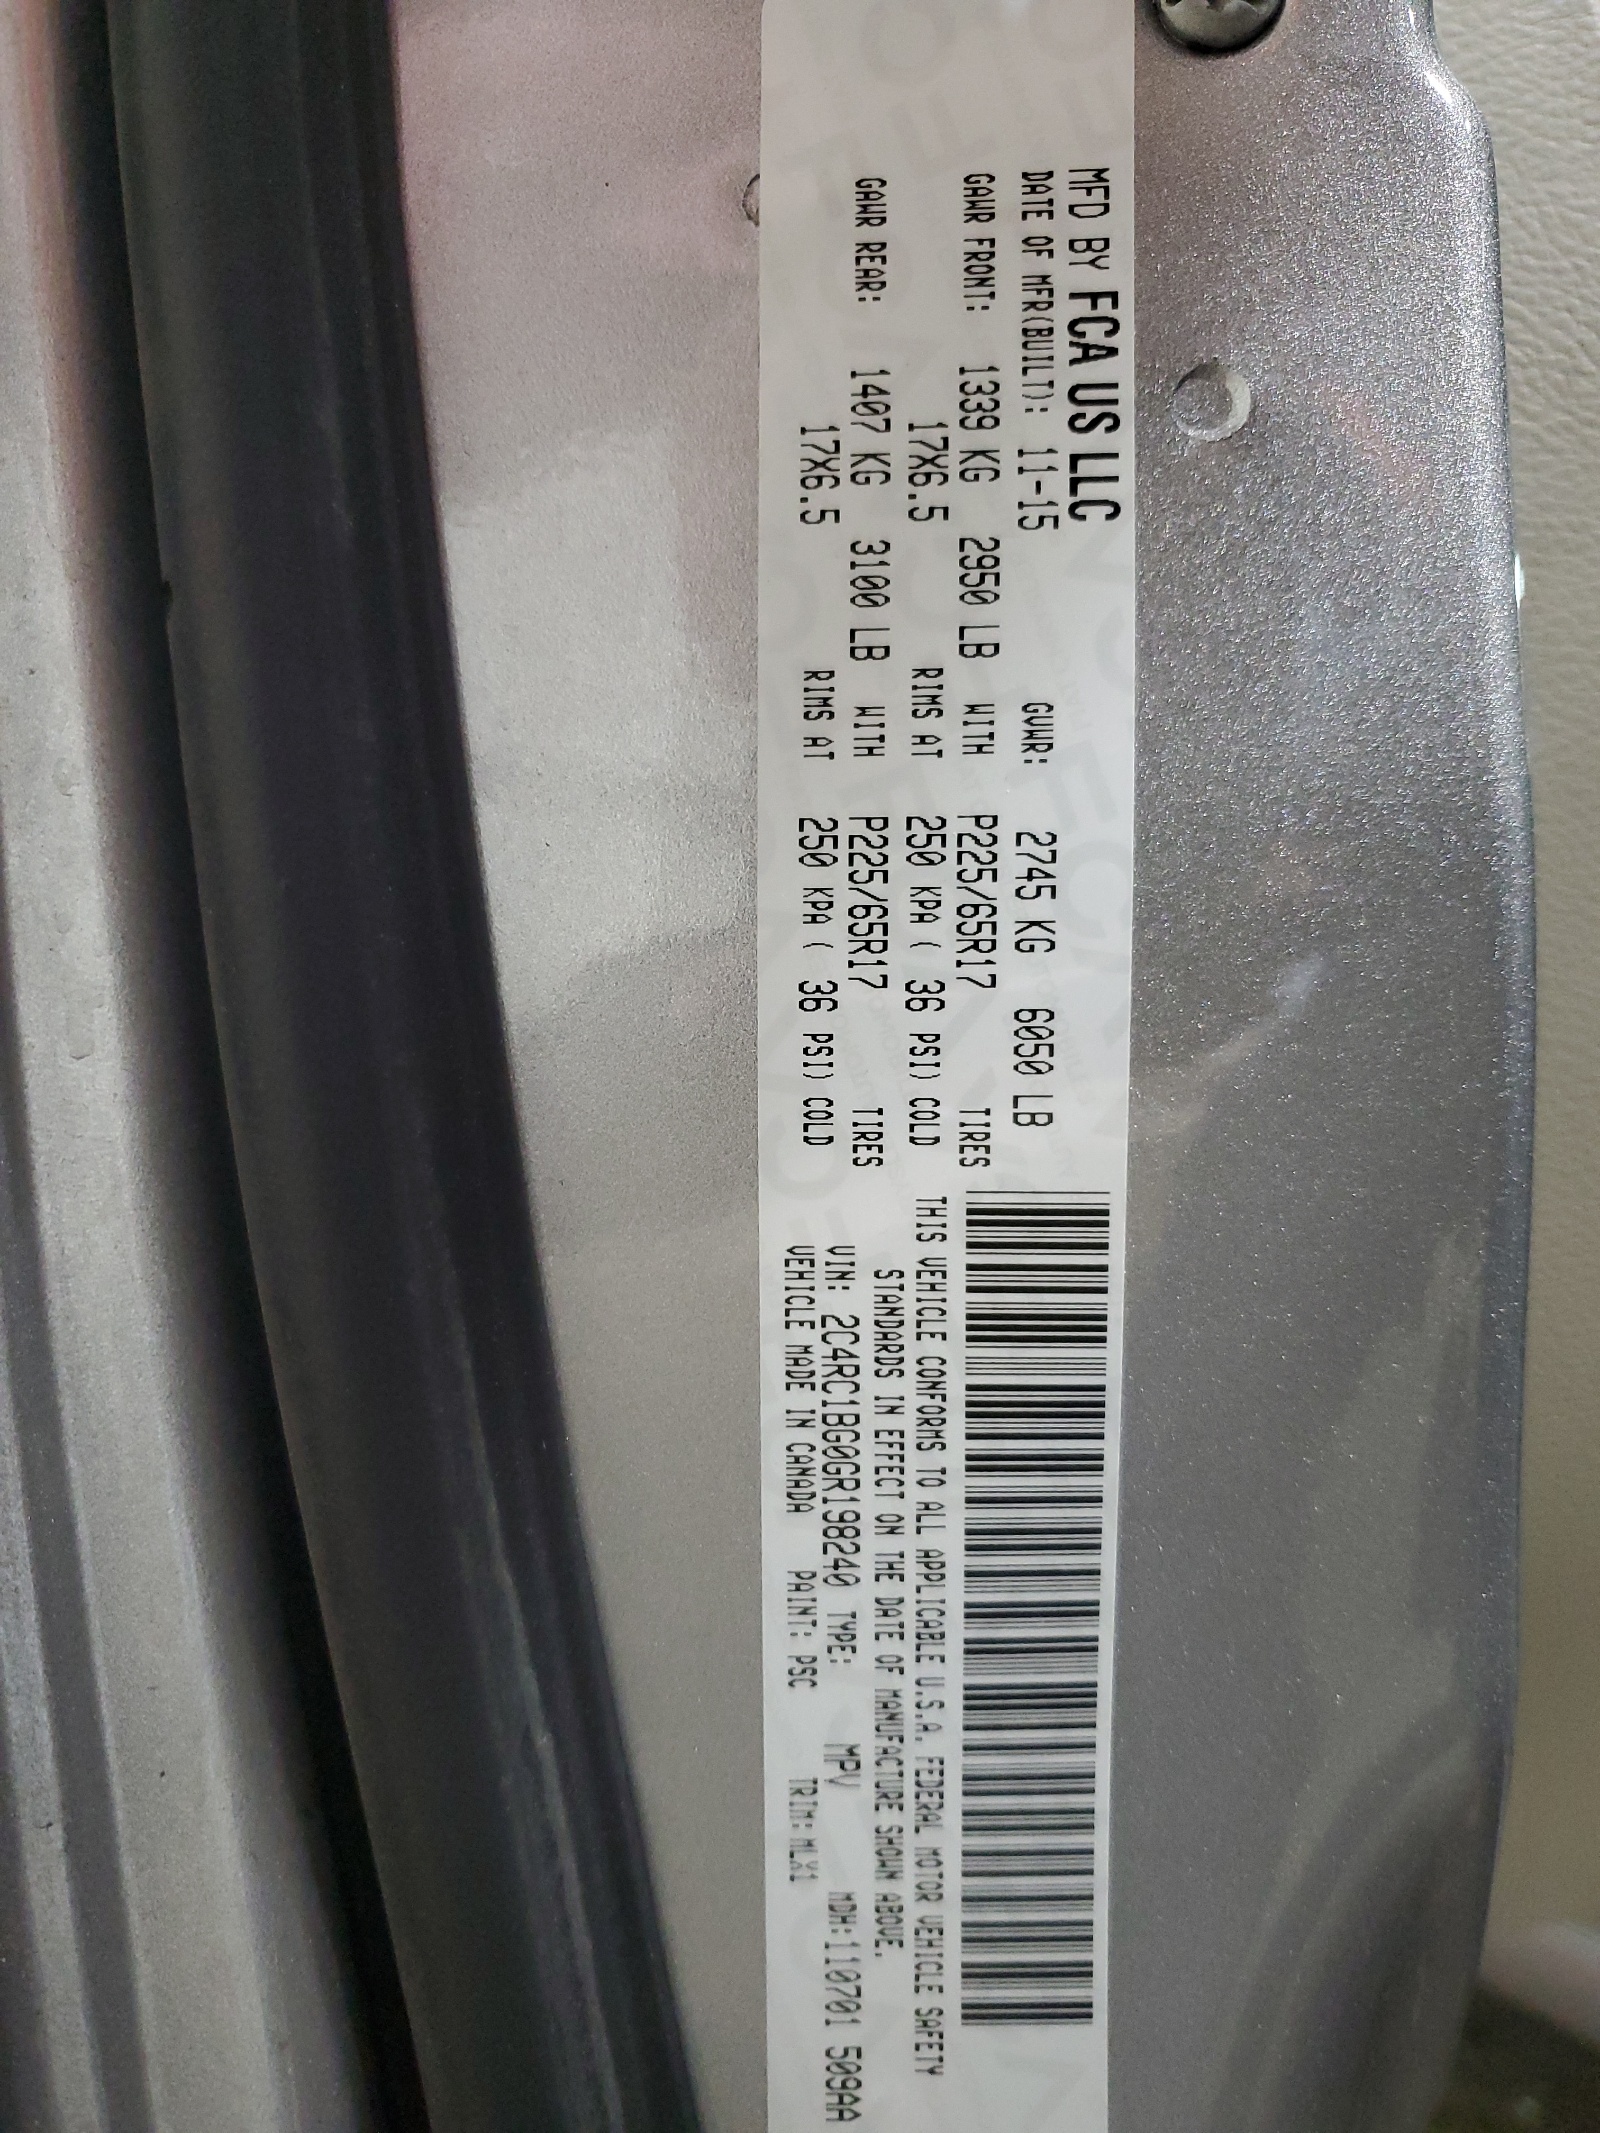 MFD BY FCA US LLC
DATE OF MFR(BUILT): 11-15 GVWR: 2745 KG 6050 LB
GAWR FRONT: 1339 KG 2950 LB WITH P225/65R17 TIRES
17X6.5 RIMS AT 250 KPA ( 36 PSI) COLD
GAWR REAR: 1407 KG 3100 LB WITH P225/65R17 TIRES
17X6.5 RIMS AT 250 KPA ( 36 PSI) COLD
THIS VEHICLE CONFORMS TO ALL APPLICABLE U.S.A. FEDERAL MOTOR VEHICLE SAFETY
STANDARDS IN EFFECT ON THE DATE OF MANUFACTURE SHOWN ABOVE.
VIN: 2C4RC1BG0GR198240 TYPE: MPV MDH:110701 509AA
VEHICLE MADE IN CANADA PAINT: PSC TRIM: MLX1